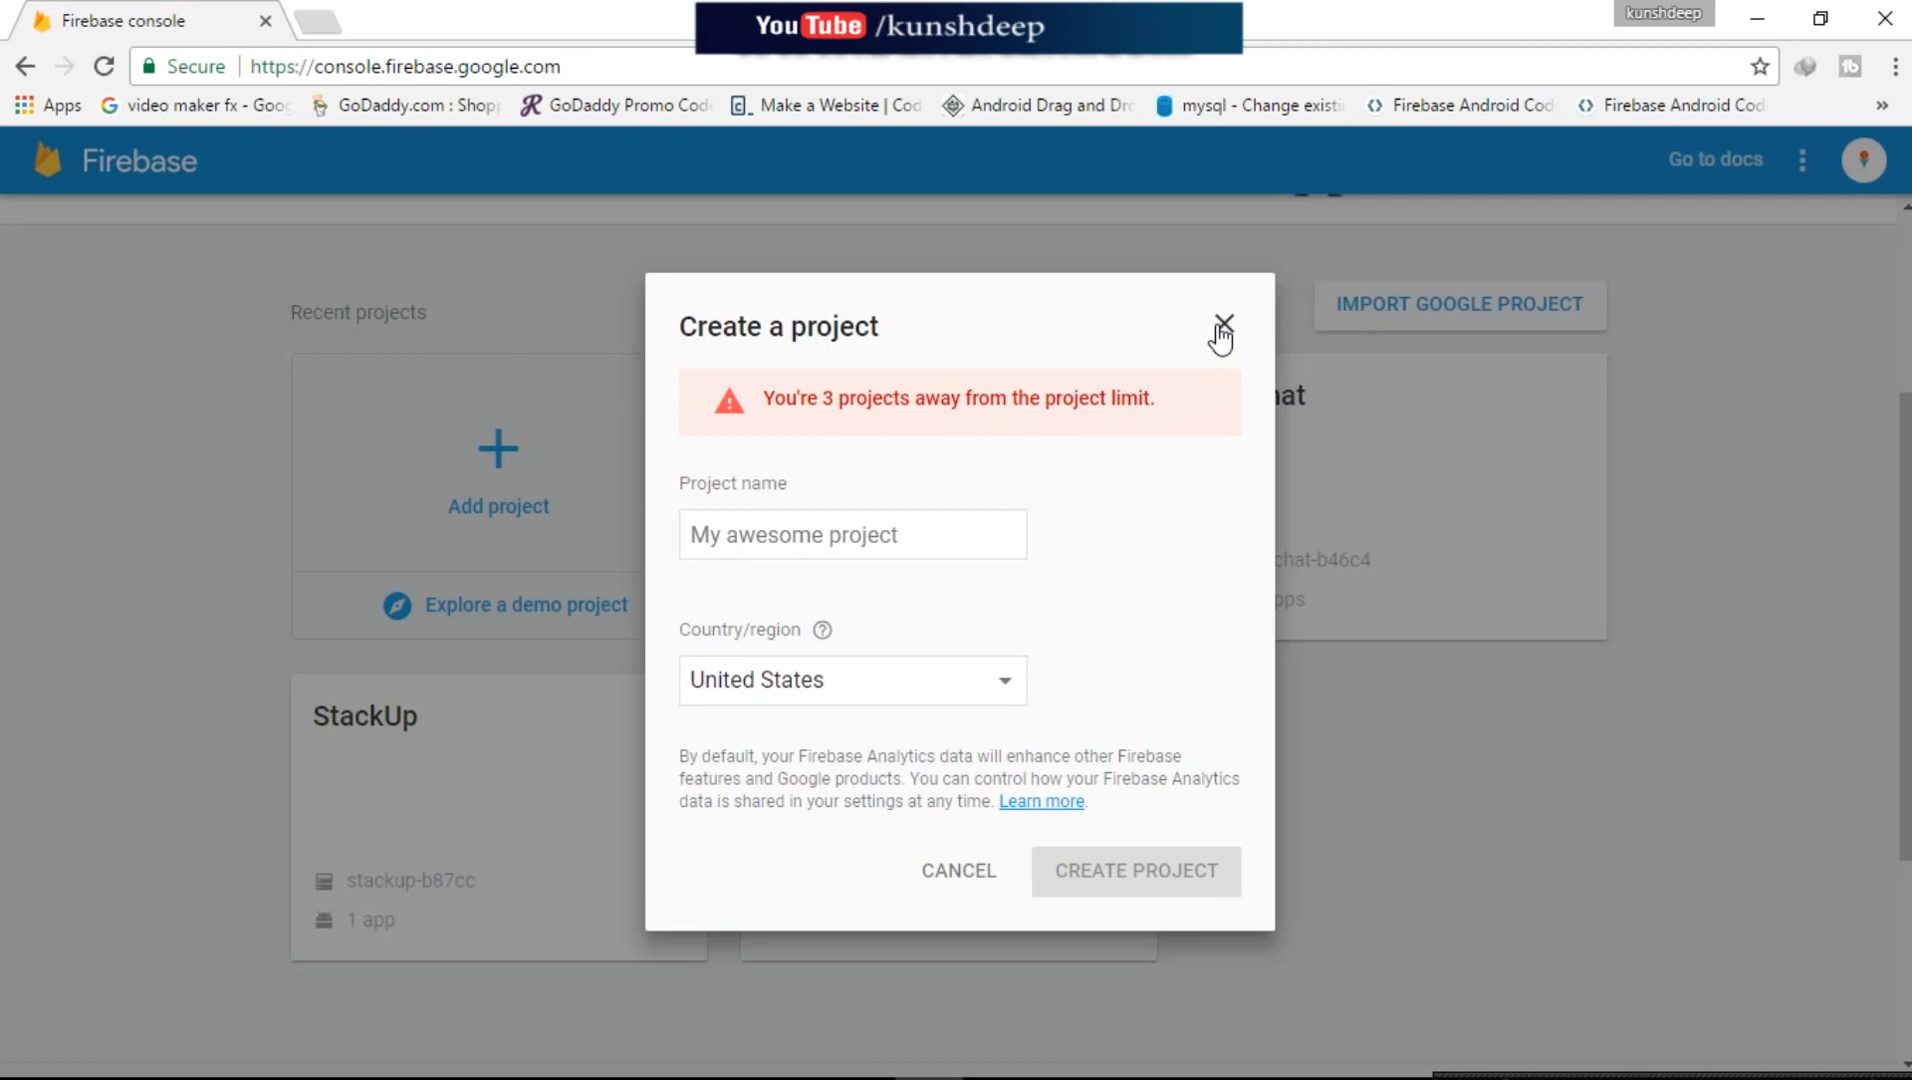 Firebase console
YouTube /kunshdeep
kunshdeep
Secure
https://console.firebase.google.com
Apps
video maker fx - Goo
GoDaddy.com : Shop
GoDaddy Promo Cod
Make a Website | Cod
Android Drag and Dr
mysql - Change existi
Firebase Android Cod
Firebase Android Cod
»
Firebase
Go to docs
Recent projects
IMPORT GOOGLE PROJECT
Create a project
You're 3 projects away from the project limit.
hat
Add project
Project name
My awesome project
chat-b46c4
pps
Explore a demo project
Country/region
United States
StackUp
By default, your Firebase Analytics data will enhance other Firebase
features and Google products. You can control how your Firebase Analytics
data is shared in your settings at any time. Learn more.
CANCEL
CREATE PROJECT
stackup-b87cc
1 app